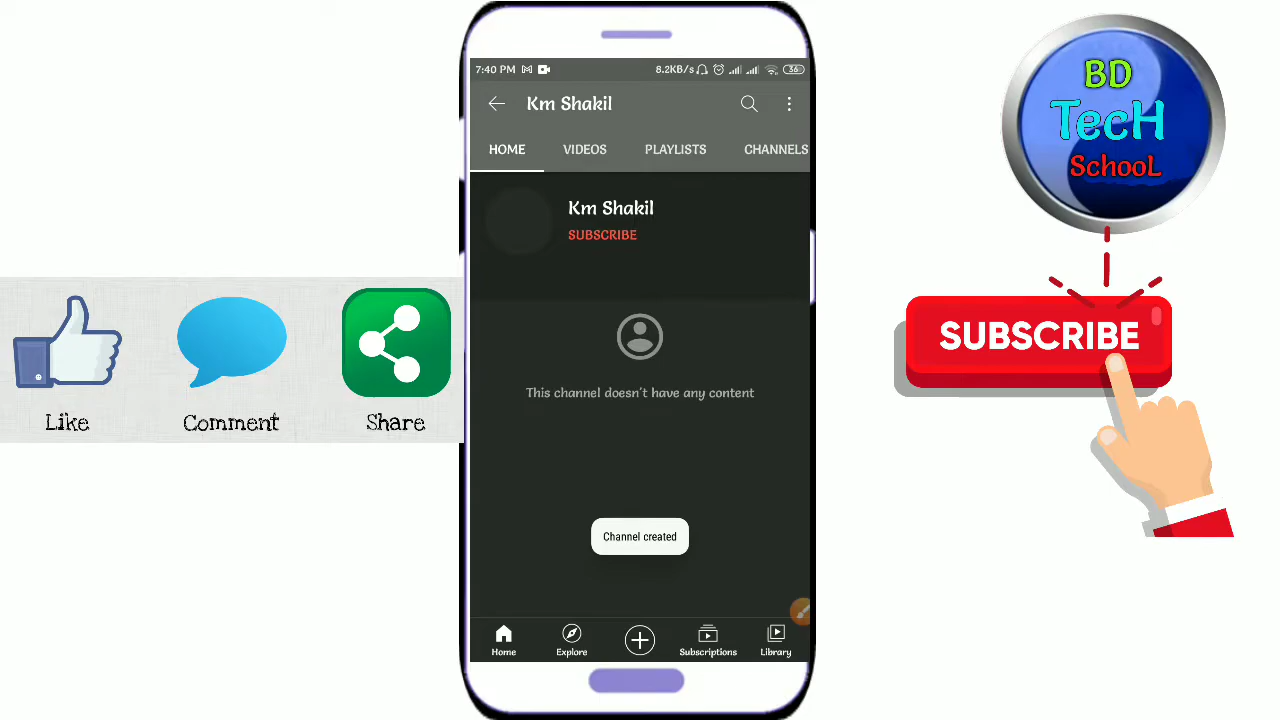 7:40 PM
8.2KB/s
36
Km Shakil
HOME
VIDEOS
PLAYLISTS
CHANNELS
Km Shakil
SUBSCRIBE
This channel doesn't have any content
Channel created
Home
Explore
Subscriptions
Library
Like
Comment
Share
BD
TecH
SchooL
SUBSCRIBE